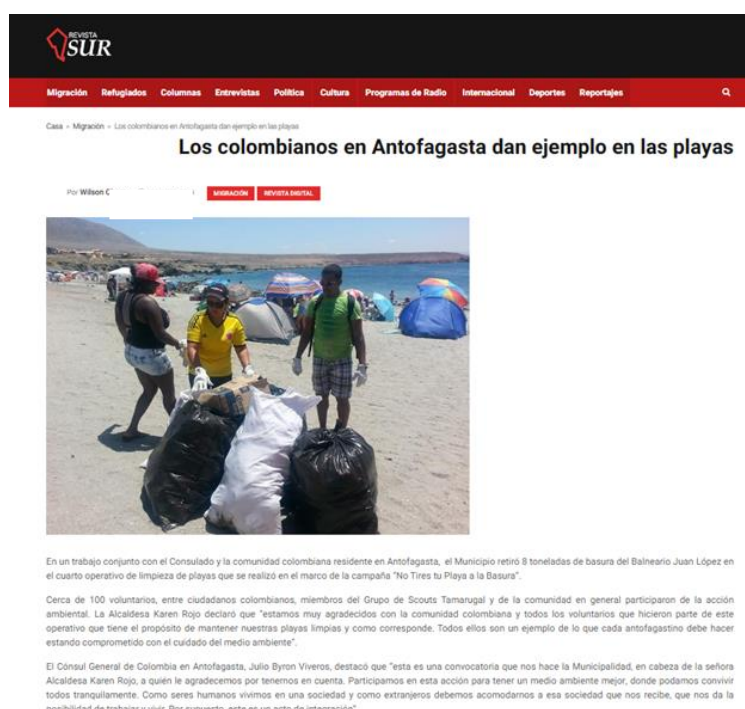 REVISTA
SUR
Migración Refugiados Columnas Entrevistas Política Cultura Programas de Radio Internacional Deportes Reportajes
Casa » Migración » Los colombianos en Antofagasta dan ejemplo en las playas
Los colombianos en Antofagasta dan ejemplo en las playas
Por Wilson MIGRACIÓN REVISTA DIGITAL
En un trabajo conjunto con el Consulado y la comunidad colombiana residente en Antofagasta, el Municipio retiró 8 toneladas de basura del Balneario Juan López en
el cuarto operativo de limpieza de playas que se realizó en el marco de la campaña "No Tires tu Playa a la Basura".
Cerca de 100 voluntarios, entre ciudadanos colombianos, miembros del Grupo de Scouts Tamarugal y de la comunidad en general participaron de la acción
ambiental. La Alcaldesa Karen Rojo declaró que "estamos muy agradecidos con la comunidad colombiana y todos los voluntarios que hicieron parte de este
operativo que tiene el propósito de mantener nuestras playas limpias y como corresponde. Todos ellos son un ejemplo de lo que cada antofagastino debe hacer
estando comprometido con el cuidado del medio ambiente".
El Cónsul General de Colombia en Antofagasta, Julio Byron Viveros, destacó que "esta es una convocatoria que nos hace la Municipalidad, en cabeza de la señora
Alcaldesa Karen Rojo, a quién le agradecemos por tenernos en cuenta. Participamos en esta acción para tener un medio ambiente mejor, donde podamos convivir
todos tranquilamente. Como seres humanos vivimos en una sociedad y como extranjeros debemos acomodarnos a esa sociedad que nos recibe, que nos da la
posibilidad de trabajar y vivir. Por supuesto, este es un acto de integración".